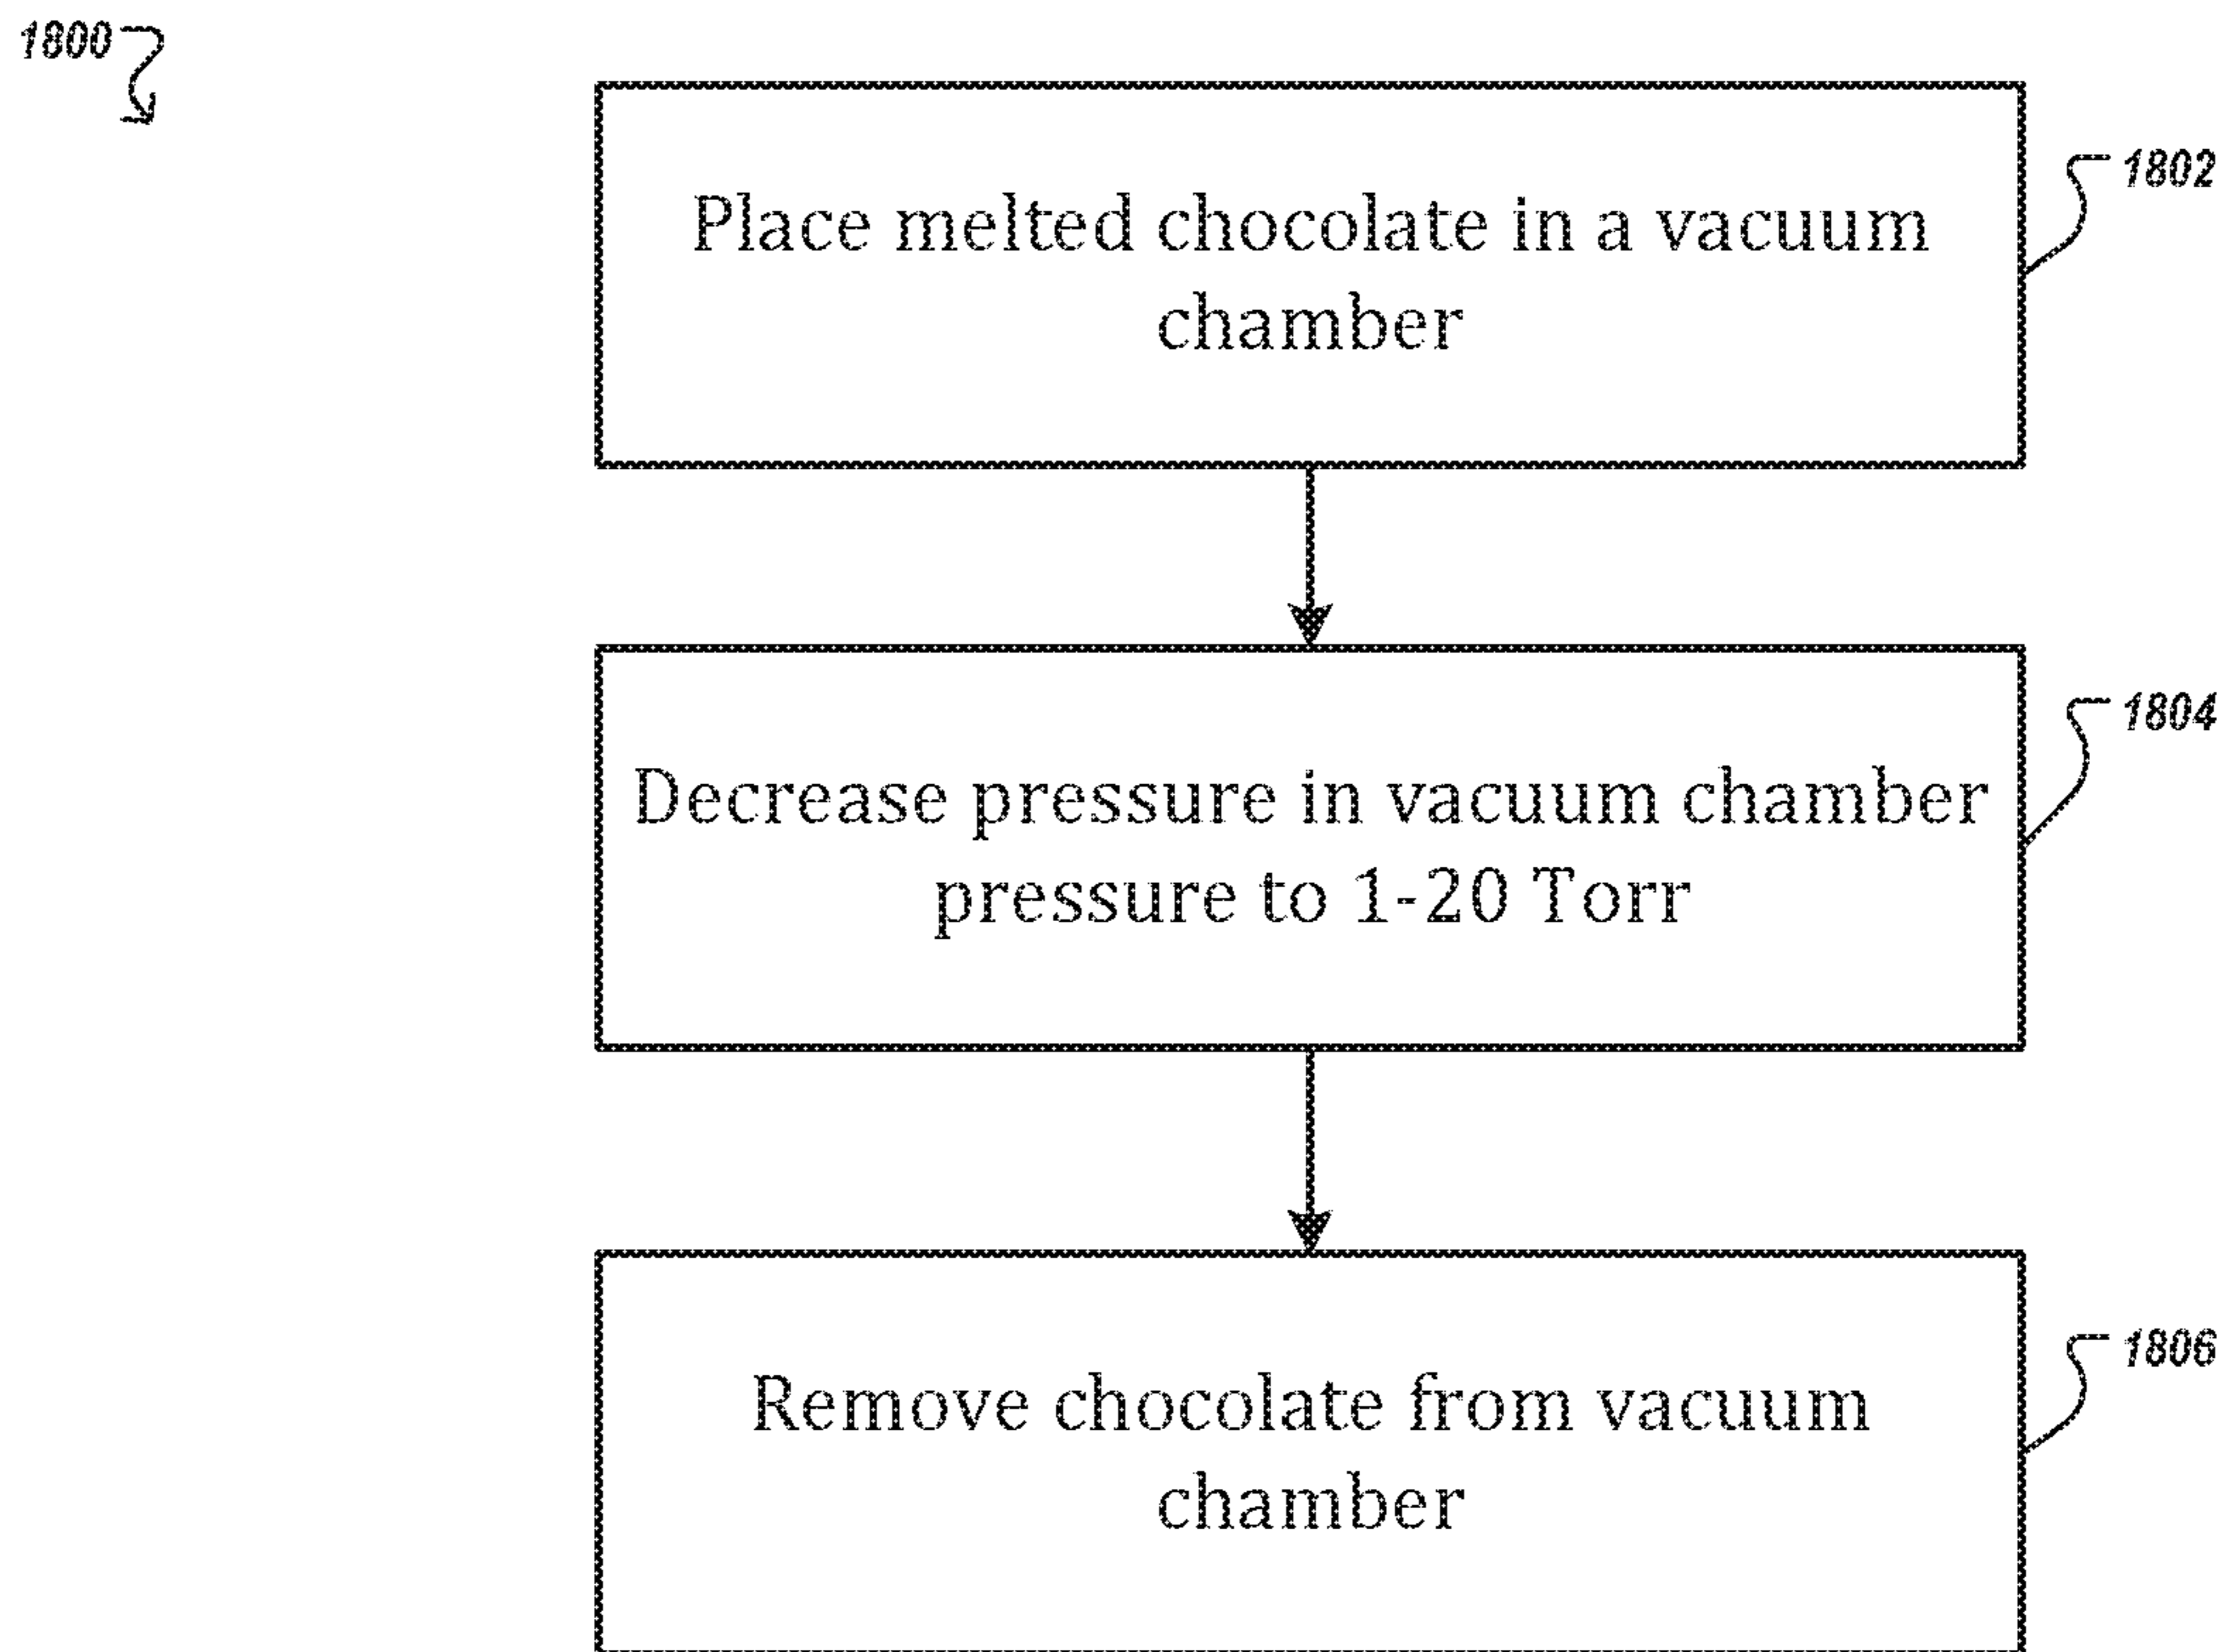 1800
Place melted chocolate in a vacuum
chamber
1802
Decrease pressure in vacuum chamber
pressure to 1-20 Torr
1804
Remove chocolate from vacuum
chamber
1806